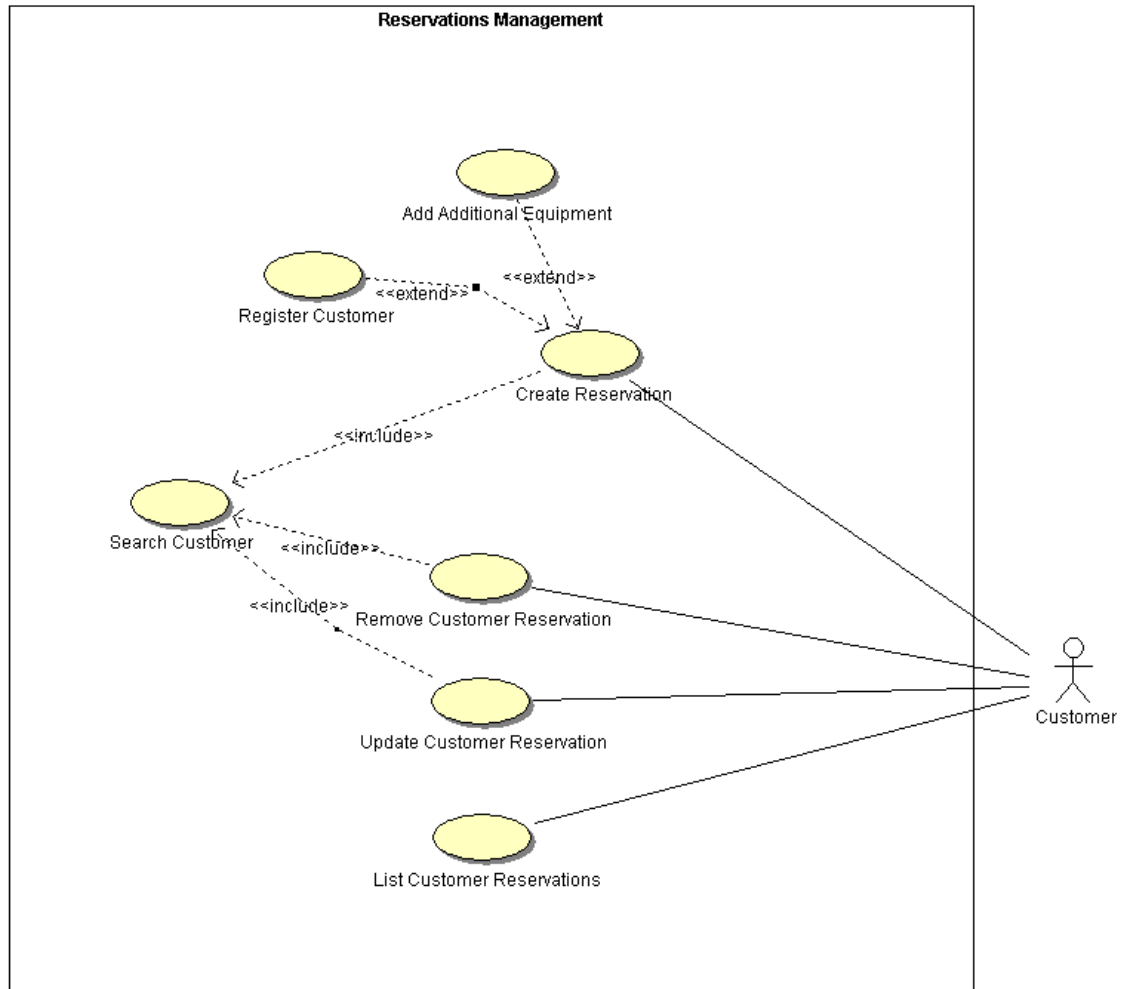 Reservations Management
Add Additional Equipment
<<extend>>
<<extend>>
Register Customer
Create Reservation
<<include>>
Search Customer
<<include>>
<<include>>
Remove Customer Reservation
Customer
Update Customer Reservation
List Customer Reservations